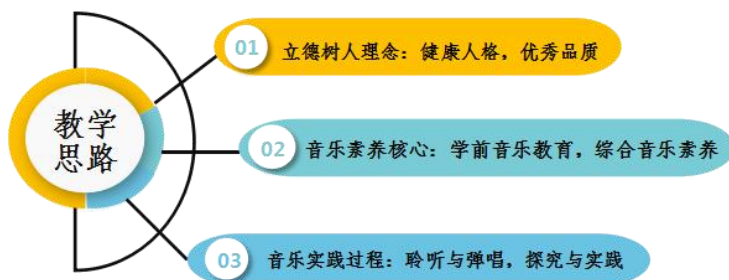 教学
思路
01
立德树人理念：健康人格，优秀品质
02
音乐素养核心：学前音乐教育，综合音乐素养
03
音乐实践过程：聆听与弹唱，探究与实践